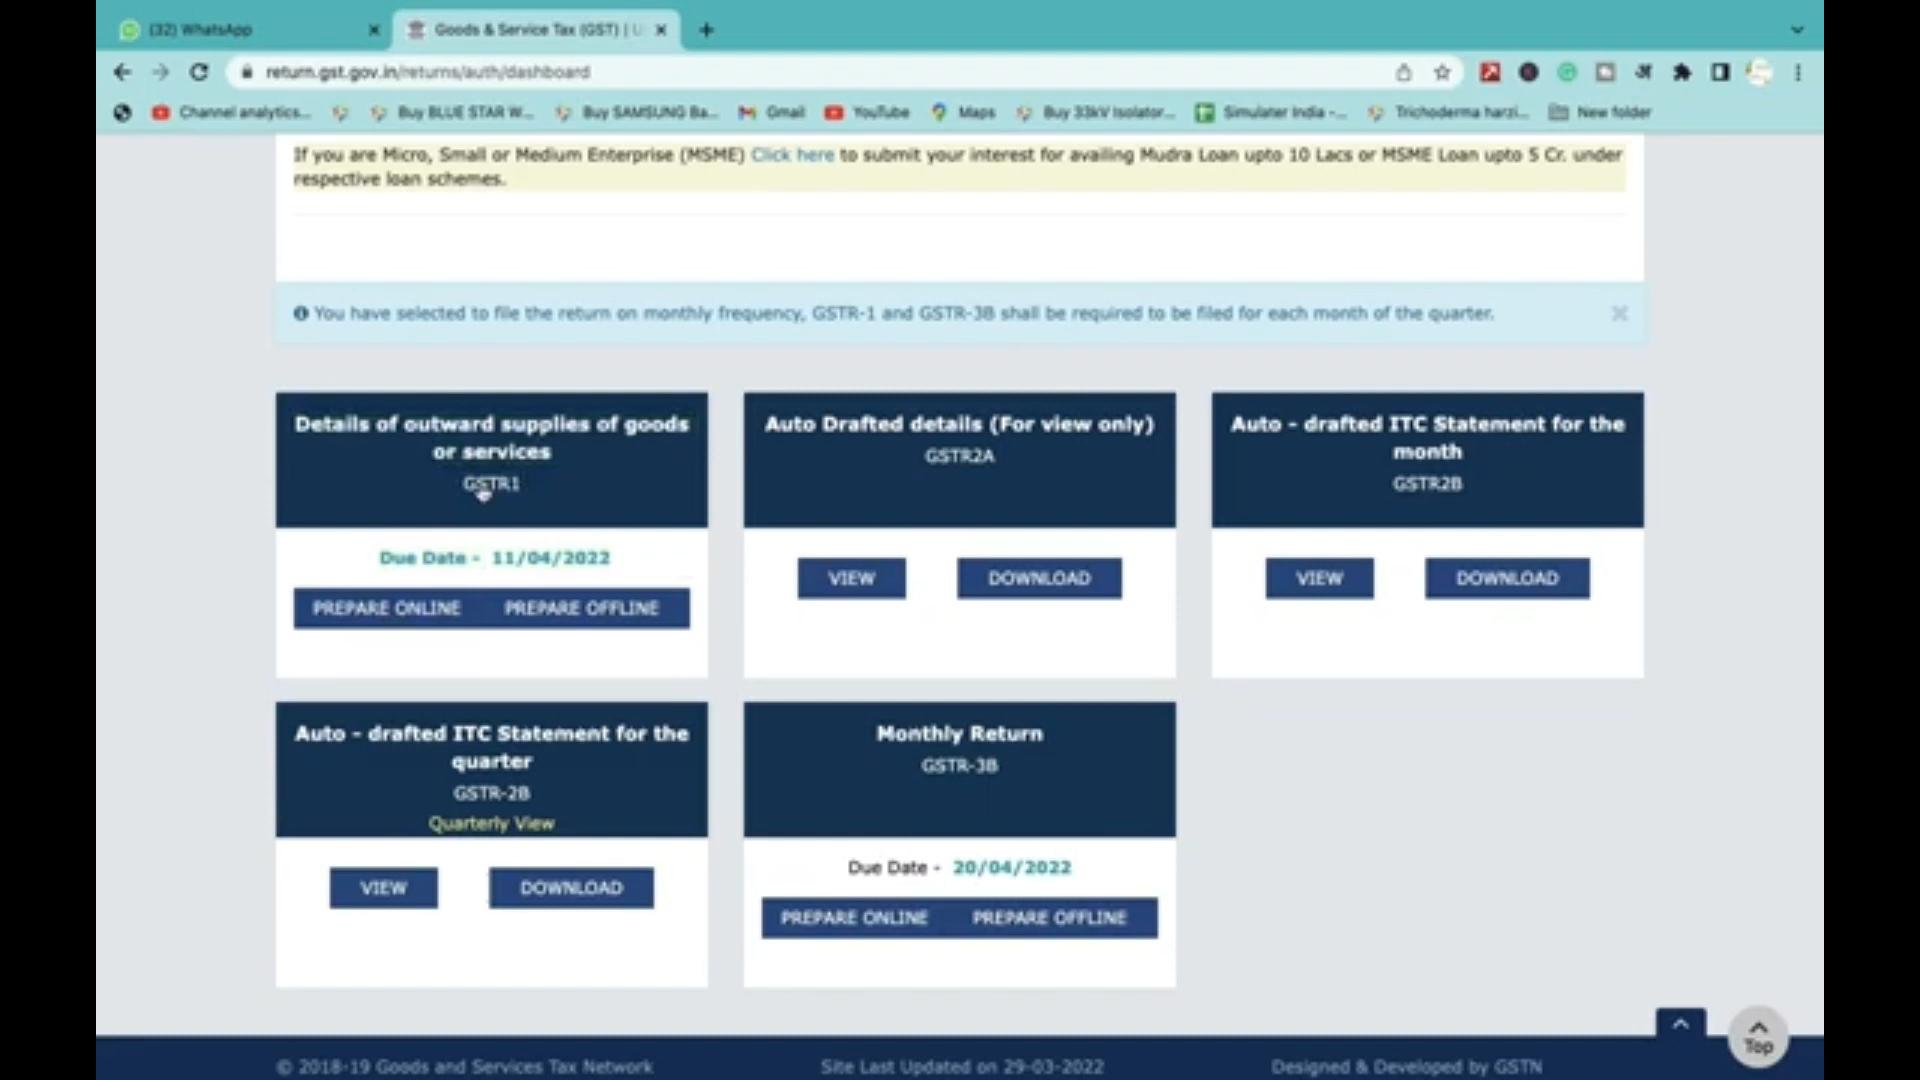 (32) WhatsApp
Goods & Service Tax (GST) | U
return.gst.gov.in/returns/auth/dashboard
Channel analytics...
Buy BLUE STAR W...
Buy SAMSUNG Ba...
Gmail
YouTube
Maps
Buy 33kV Isolator...
Simulater India -...
Trichoderma harzi...
New folder
If you are Micro, Small or Medium Enterprise (MSME) Click here to submit your interest for availing Mudra Loan upto 10 Lacs or MSME Loan upto 5 Cr. under
respective loan schemes.
You have selected to file the return on monthly frequency, GSTR-1 and GSTR-3B shall be required to be filed for each month of the quarter.
Details of outward supplies of goods
or services
GSTR1
Due Date - 11/04/2022
PREPARE ONLINE PREPARE OFFLINE
Auto Drafted details (For view only)
GSTR2A
VIEW DOWNLOAD
Auto - drafted ITC Statement for the
month
GSTR2B
VIEW DOWNLOAD
Auto - drafted ITC Statement for the
quarter
GSTR-2B
Quarterly View
VIEW DOWNLOAD
Monthly Return
GSTR-3B
Due Date - 20/04/2022
PREPARE ONLINE PREPARE OFFLINE
Top
© 2018-19 Goods and Services Tax Network
Site Last Updated on 29-03-2022
Designed & Developed by GSTN